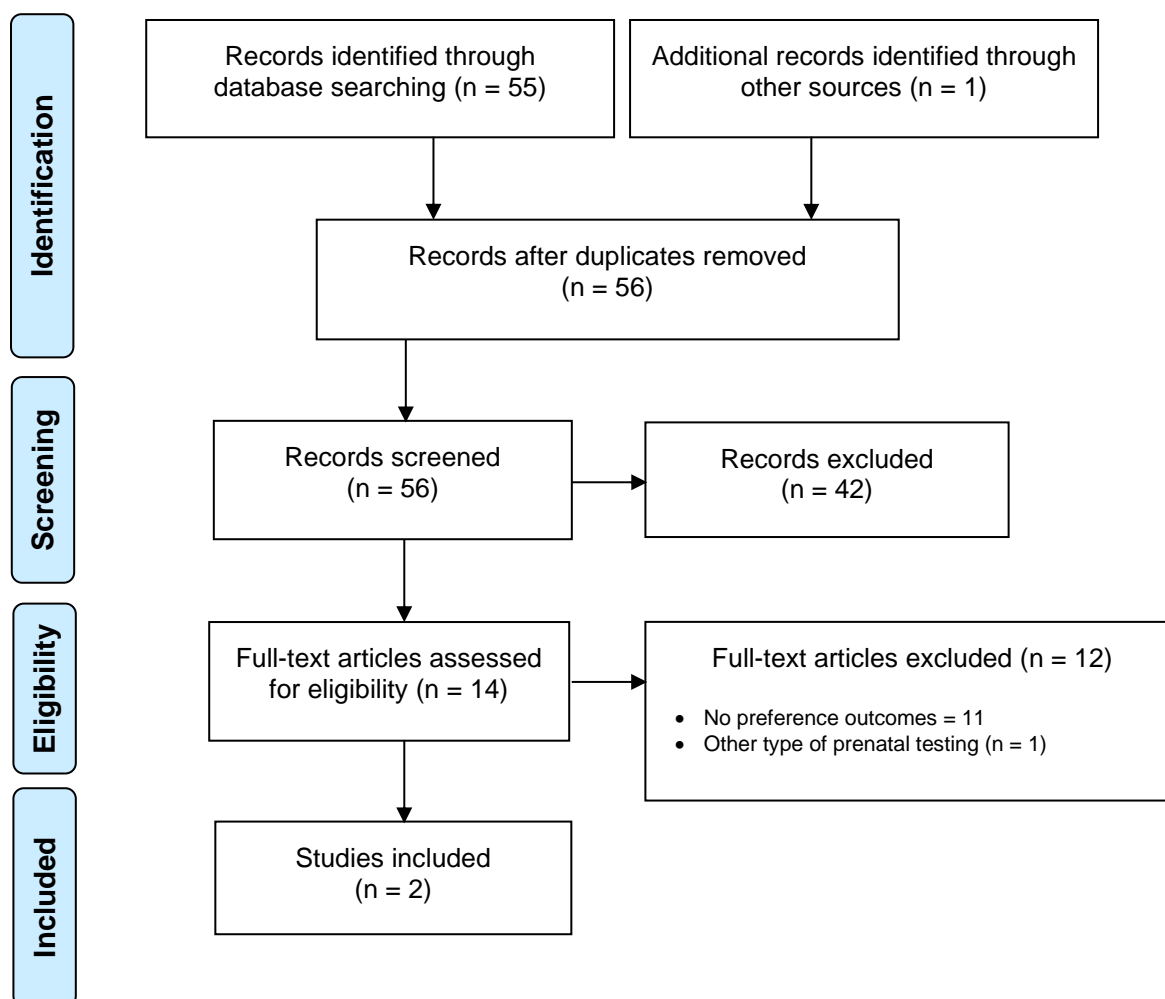 Identification
Records identified through
database searching (n = 55)
Additional records identified through
other sources (n = 1)
Records after duplicates removed
(n = 56)
Screening
Records screened
(n = 56)
Records excluded
(n = 42)
Eligibility
Full-text articles assessed
for eligibility (n = 14)
Full-text articles excluded (n = 12)
• No preference outcomes = 11
• Other type of prenatal testing (n = 1)
Included
Studies included
(n = 2)